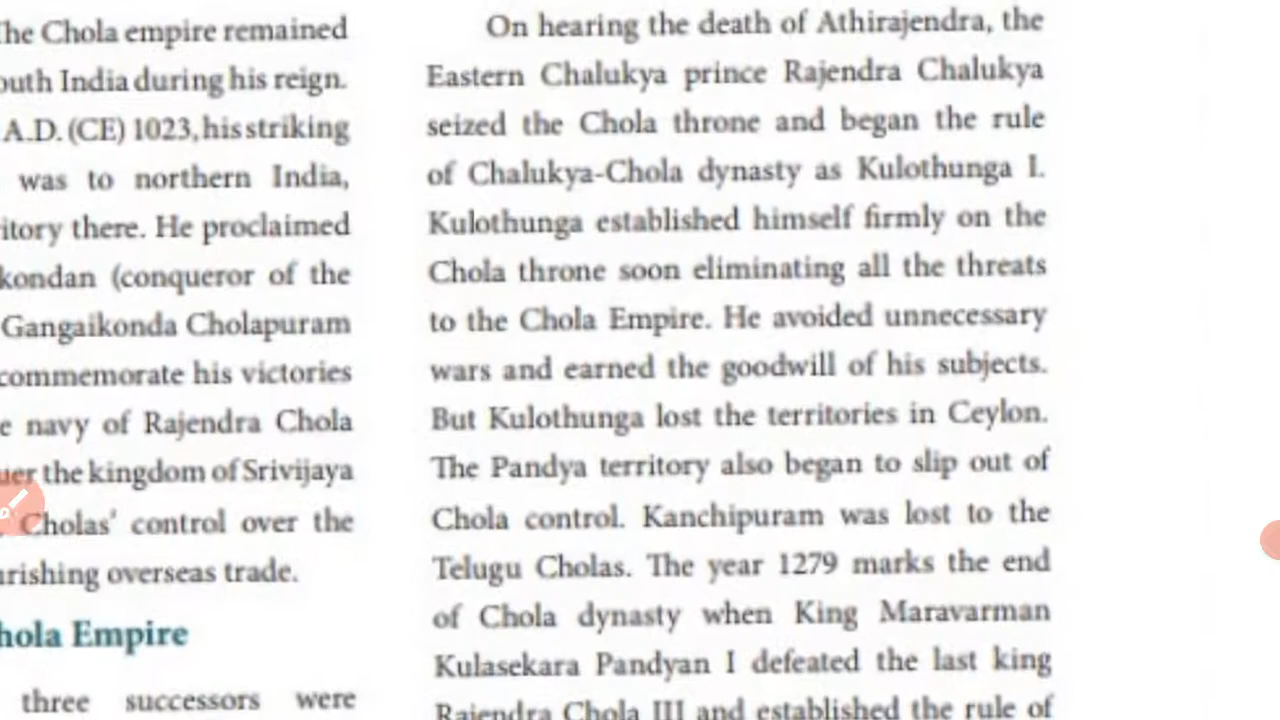 The Chola empire remained
outh India during his reign.
A.D. (CE) 1023, his striking
was to northern India,
itory there. He proclaimed
kondan (conqueror of the
Gangaikonda Cholapuram
commemorate his victories
e navy of Rajendra Chola
uer the kingdom of Srivijaya
Cholas' control over the
urishing overseas trade.
hola Empire
three successors were
On hearing the death of Athirajendra, the
Eastern Chalukya prince Rajendra Chalukya
seized the Chola throne and began the rule
of Chalukya-Chola dynasty as Kulothunga I.
Kulothunga established himself firmly on the
Chola throne soon eliminating all the threats
to the Chola Empire. He avoided unnecessary
wars and earned the goodwill of his subjects.
But Kulothunga lost the territories in Ceylon.
The Pandya territory also began to slip out of
Chola control. Kanchipuram was lost to the
Telugu Cholas. The year 1279 marks the end
of Chola dynasty when King Maravarman
Kulasekara Pandyan I defeated the last king
Rajendra Chola III and established the rule of